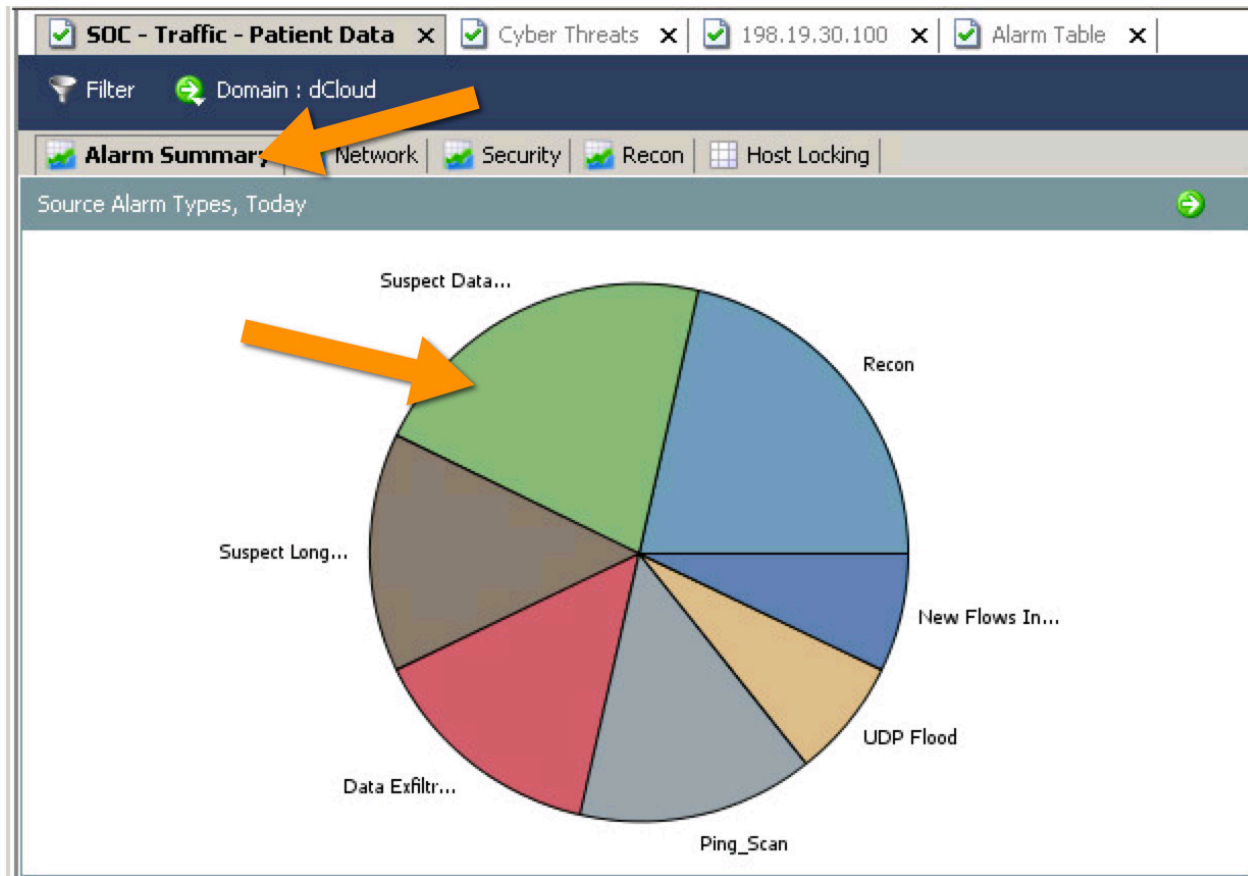 SOC - Traffic - Patient Data Cyber Threats 198.19.30.100 Alarm Table
Filter Domain : dCloud
Alarm Summary Network Security Recon Host Locking
Source Alarm Types, Today
Suspect Data...
Recon
Suspect Long...
New Flows In...
UDP Flood
Data Exfiltr...
Ping_Scan